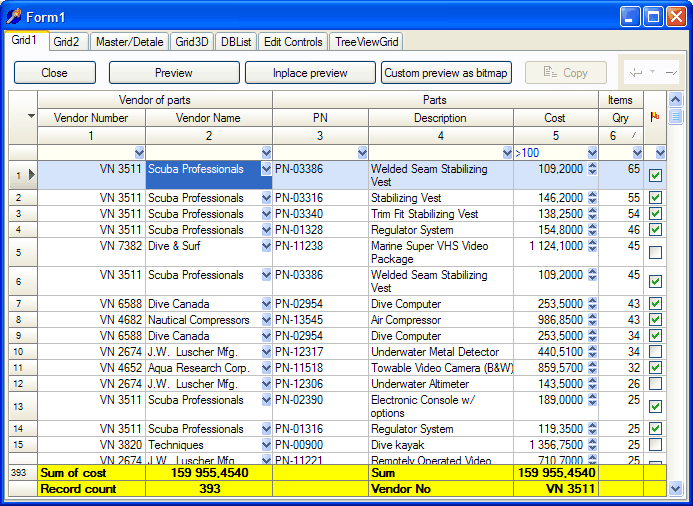 Form1
Grid1 Grid2 Master/Detale Grid3D DBList Edit Controls TreeViewGrid
Close Preview Inplace preview Custom preview as bitmap Copy
Vendor of parts Parts Items
Vendor Number Vendor Name PN Description Cost Qry
1 2 3 4 5 6
>100
1 VN 3511 Scuba Professionals PN-03386 Welded Seam Stabilizing 109,2000 65
Vest
2 VN 3511 Scuba Professionals PN-03316 Stabilizing Vest 146,2000 55
3 VN 3511 Scuba Professionals PN-03340 Trim Fit Stabilizing Vest 138,2500 54
4 VN 3511 Scuba Professionals PN-01328 Regulator System 154,8000 46
5 VN 7382 Dive & Surf PN-11238 Marine Super VHS Video 1 124,1000 45
Package
6 VN 3511 Scuba Professionals PN-03386 Welded Seam Stabilizing 109,2000 45
Vest
7 VN 6588 Dive Canada PN-02954 Dive Computer 253,5000 43
8 VN 4682 Nautical Compressors PN-13545 Air Compressor 986,8500 43
9 VN 6588 Dive Canada PN-02954 Dive Computer 253,5000 34
10 VN 2674 J.W. Luscher Mfg. PN-12317 Underwater Metal Detector 440,5100 34
11 VN 4652 Aqua Research Corp. PN-11518 Towable Video Camera (B&W) 859,5700 32
12 VN 2674 J.W. Luscher Mfg. PN-12306 Underwater Altimeter 143,5000 26
13 VN 3511 Scuba Professionals PN-02390 Electronic Console w/ 189,0000 25
options
14 VN 3511 Scuba Professionals PN-01316 Regulator System 119,3500 25
15 VN 3820 Techniques PN-00900 Dive kayak 1 356,7500 25
VN 2674 J.W. Luscher Mfg. PN-11221 Remotely Operated Video 710,7000 25
393 Sum of cost 159 955,4540 Sum 159 955,4540
Record count 393 Vendor No VN 3511